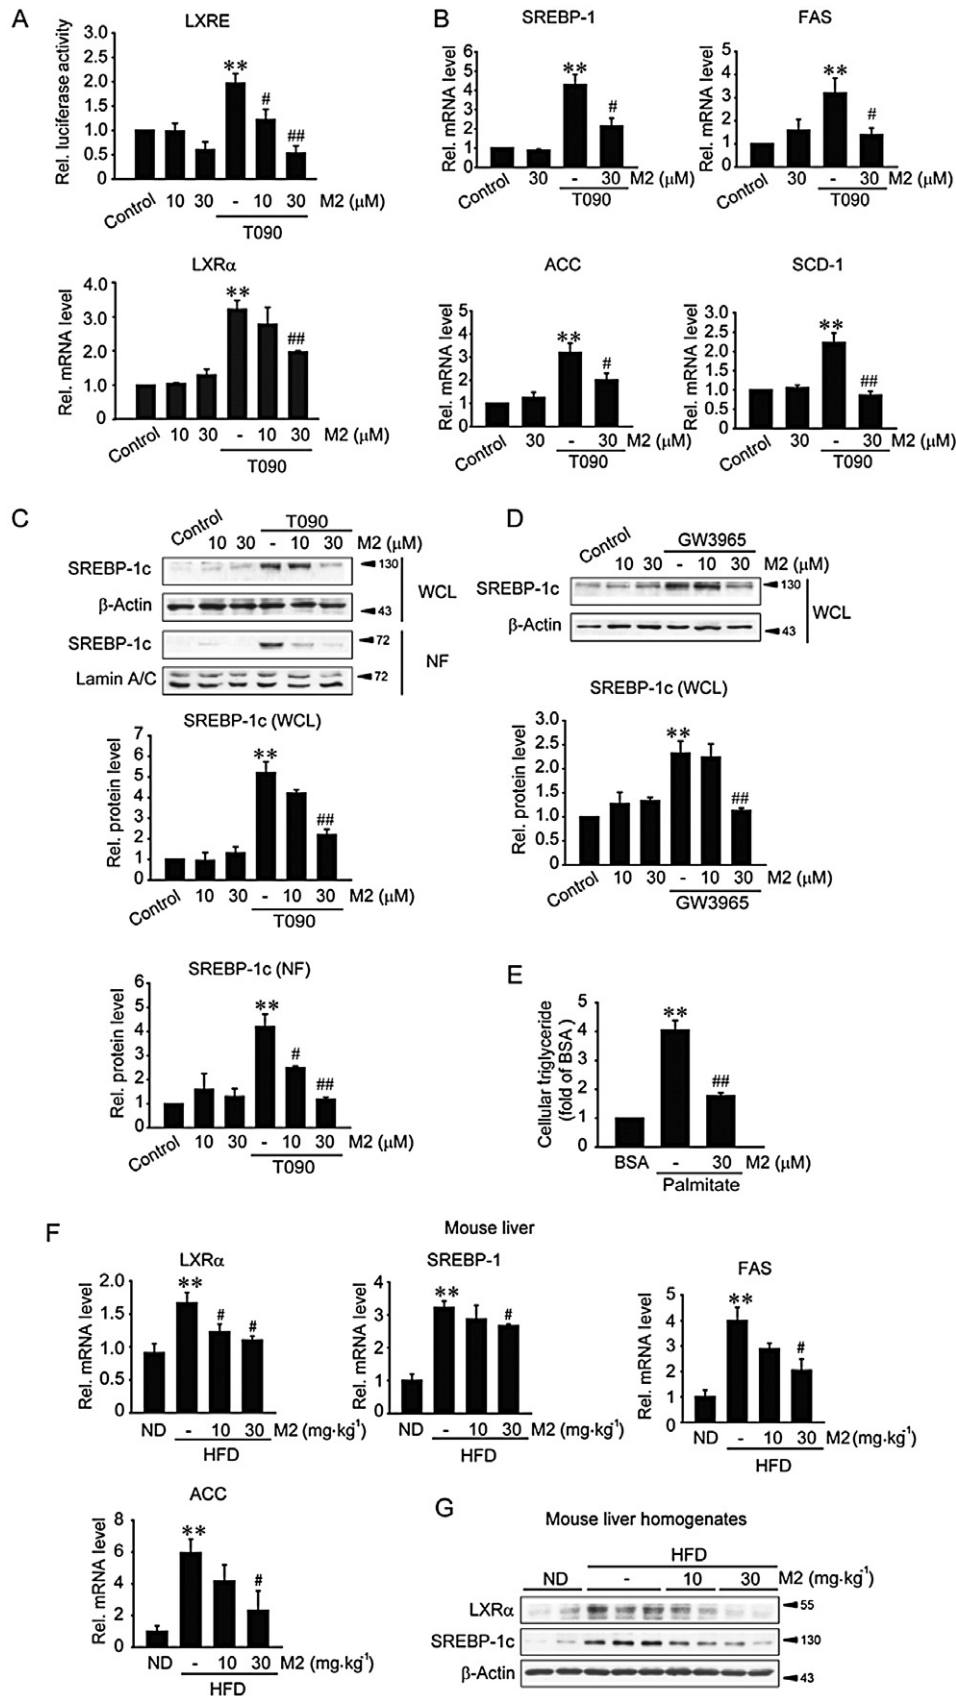 A
LXRE
Rel. luciferase activity
3.0
2.5
2.0
1.5
1.0
0.5
0
**
#
##
Control 10 30 - 10 30 M2 (μM)
T090
LXRα
Rel. mRNA level
4.0
3.0
2.0
1.0
0
**
##
Control 10 30 - 10 30 M2 (μM)
T090
B
SREBP-1
Rel. mRNA level
6
5
4
3
2
1
0
**
#
Control 30 - 30 M2 (μM)
T090
FAS
Rel. mRNA level
5
4
3
2
1
0
**
#
Control 30 - 30
T090
ACC
Rel. mRNA level
5
4
3
2
1
0
**
#
Control 30 - 30 M2 (μM)
T090
SCD-1
Rel. mRNA level
3.0
2.5
2.0
1.5
1.0
0.5
0
**
##
Control 30 - 30
T090
C
T090
Control 10 30 - 10 30 M2 (μM)
SREBP-1c 130
β-Actin 43
WCL
SREBP-1c 72
Lamin A/C 72
NF
SREBP-1c (WCL)
Rel. protein level
7
6
5
4
3
2
1
0
**
##
Control 10 30 - 10 30 M2 (μM)
T090
SREBP-1c (NF)
Rel. protein level
6
5
4
3
2
1
0
**
#
##
Control 10 30 - 10 30 M2 (μM)
T090
D
GW3965
Control 10 30 - 10 30 M2 (μM)
SREBP-1c 130
β-Actin 43
WCL
SREBP-1c (WCL)
Rel. protein level
3.0
2.5
2.0
1.5
1.0
0.5
0
**
##
Control 10 30 - 10 30 M2 (μM)
GW3965
E
Cellular triglyceride
(fold of BSA )
5
4
3
2
1
0
**
##
BSA - 30 M2 (μM)
Palmitate
F
Mouse liver
LXRα
Rel. mRNA level
2.0
1.5
1.0
0.5
0
**
#
#
ND - 10 30 M2 (mg·kg-1)
HFD
SREBP-1
Rel. mRNA level
4
3
2
1
0
**
#
ND - 10 30 M2 (mg·kg-1)
HFD
FAS
Rel. mRNA level
5
4
3
2
1
0
**
#
ND - 10 30
HFD
ACC
Rel. mRNA level
8
6
4
2
0
**
#
ND - 10 30 M2 (mg·kg-1)
HFD
G
Mouse liver homogenates
HFD
ND - 10 30 M2 (mg·kg-1)
LXRα 55
SREBP-1c 130
β-Actin 43